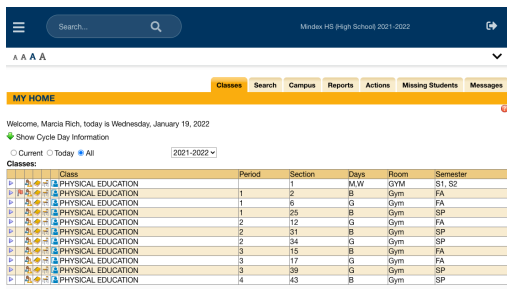 Search...
Mindex HS (High School) 2021-2022
A A A A
Classes Search Campus Reports Actions Missing Students Messages
MY HOME
?
Welcome, Marcia Rich, today is Wednesday, January 19, 2022
Show Cycle Day Information
Current Today All 2021-2022
Classes:
Class Period Section Days Room Semester
PHYSICAL EDUCATION 1 M,W GYM S1, S2
PHYSICAL EDUCATION 1 2 B Gym FA
PHYSICAL EDUCATION 1 6 G Gym FA
PHYSICAL EDUCATION 1 25 B Gym SP
PHYSICAL EDUCATION 2 12 G Gym FA
PHYSICAL EDUCATION 2 31 B Gym SP
PHYSICAL EDUCATION 2 34 G Gym SP
PHYSICAL EDUCATION 3 15 B Gym FA
PHYSICAL EDUCATION 3 17 G Gym FA
PHYSICAL EDUCATION 3 39 G Gym SP
PHYSICAL EDUCATION 4 43 B Gym SP